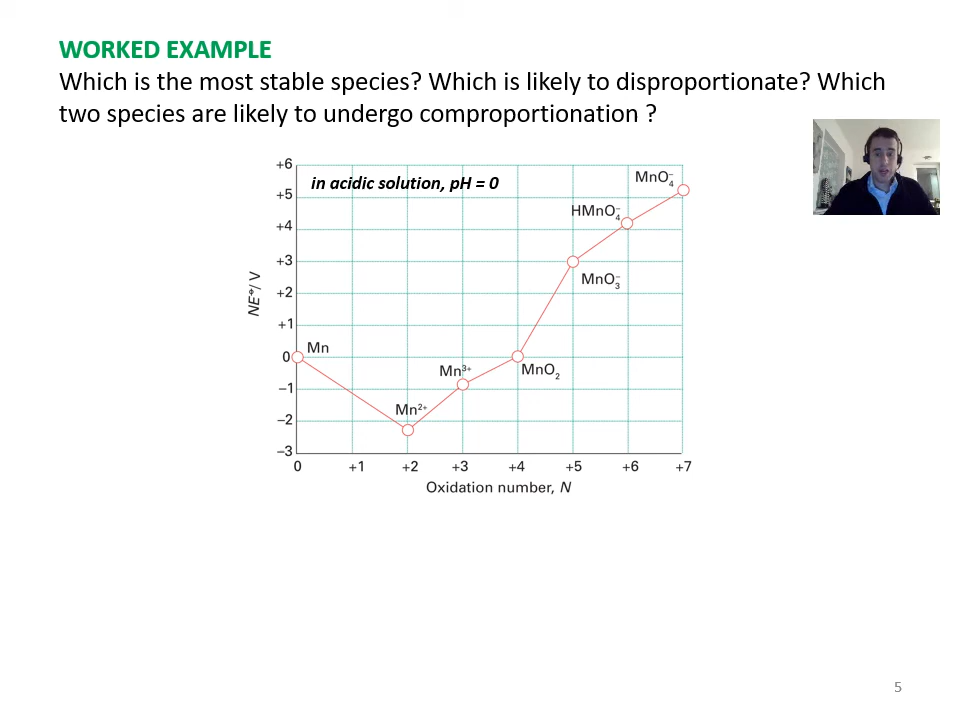 WORKED EXAMPLE
Which is the most stable species? Which is likely to disproportionate? Which
two species are likely to undergo comproportionation ?
in acidic solution, pH = 0
NE°/ V
+6
+5
+4
+3
+2
+1
0
−1
−2
−3
Mn
Mn²⁺
Mn³⁺
MnO₂
MnO₃⁻
HMnO₄⁻
MnO₄⁻
0 +1 +2 +3 +4 +5 +6 +7
Oxidation number, N
5